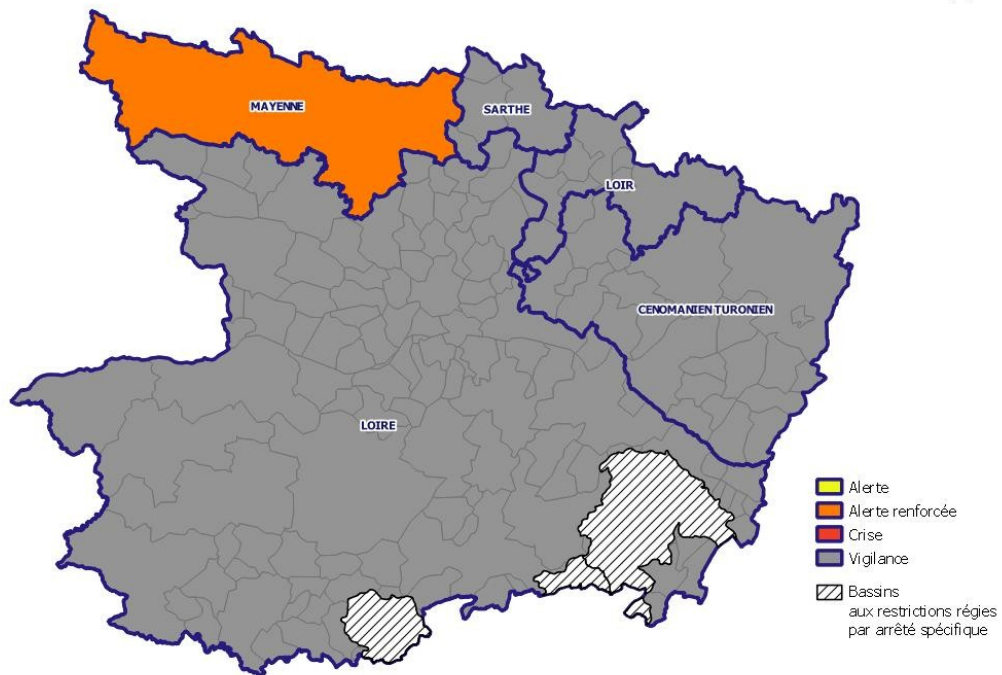 MAYENNE
SARTHE
LOIR
CENOMANIEN TURONIEN
LOIRE
Alerte
Alerte renforcée
Crise
Vigilance
Bassins
aux restrictions régies
par arrêté spécifique